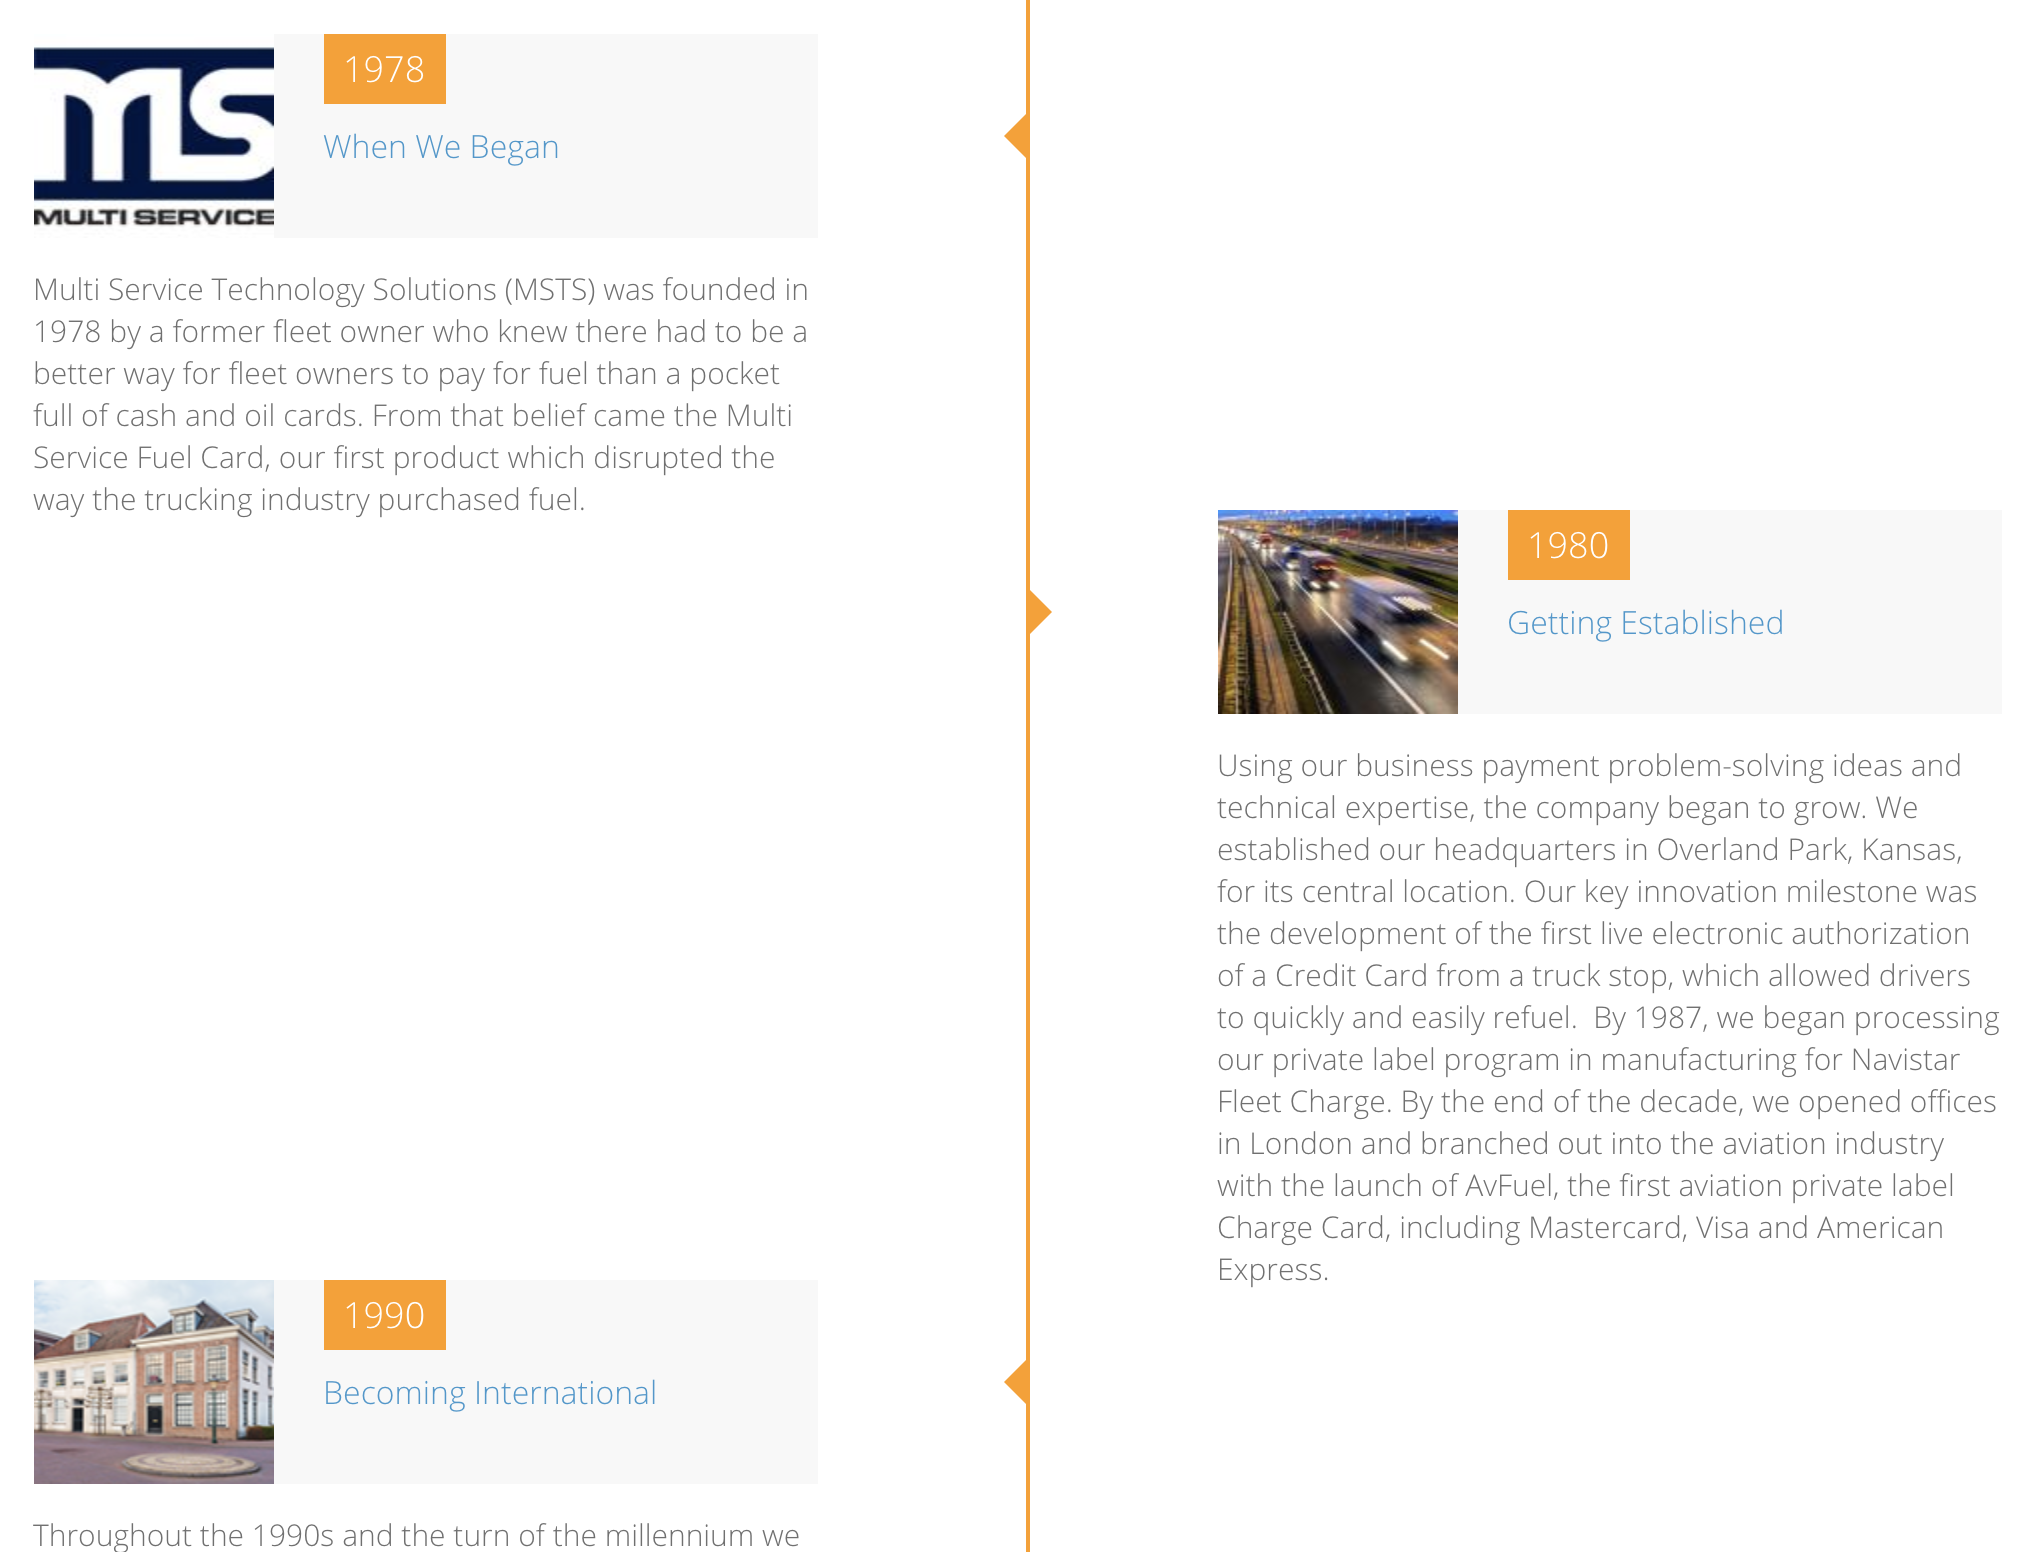 MS
MULTI SERVICE
1978
When We Began
Multi Service Technology Solutions (MSTS) was founded in
1978 by a former fleet owner who knew there had to be a
better way for fleet owners to pay for fuel than a pocket
full of cash and oil cards. From that belief came the Multi
Service Fuel Card, our first product which disrupted the
way the trucking industry purchased fuel.
1980
Getting Established
Using our business payment problem-solving ideas and
technical expertise, the company began to grow. We
established our headquarters in Overland Park, Kansas,
for its central location. Our key innovation milestone was
the development of the first live electronic authorization
of a Credit Card from a truck stop, which allowed drivers
to quickly and easily refuel.  By 1987, we began processing
our private label program in manufacturing for Navistar
Fleet Charge. By the end of the decade, we opened offices
in London and branched out into the aviation industry
with the launch of AvFuel, the first aviation private label
Charge Card, including Mastercard, Visa and American
Express.
1990
Becoming International
Throughout the 1990s and the turn of the millennium we